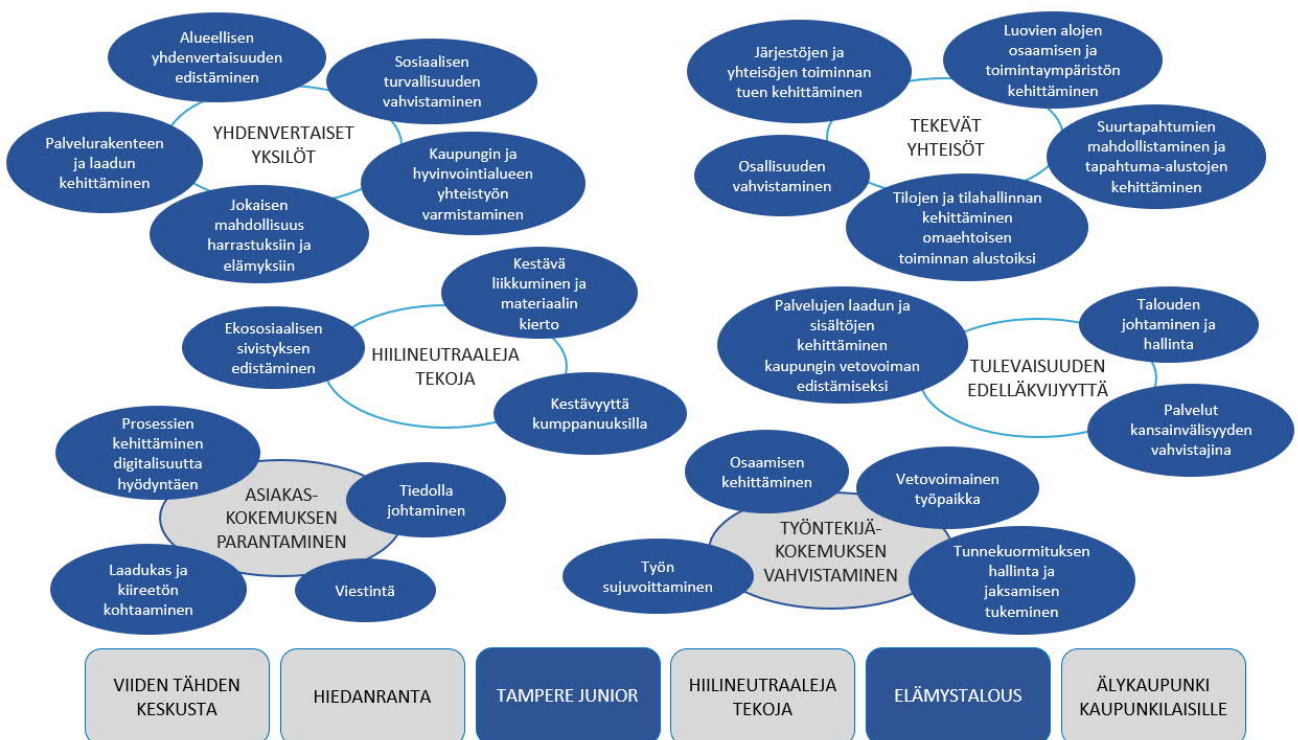 Alueellisen
yhdenvertaisuuden
edistäminen
Sosiaalisen
turvallisuuden
vahvistaminen
YHDENVERTAISET
YKSILÖT
Palvelurakenteen
ja laadun
kehittäminen
Kaupungin ja
hyvinvointialueen
yhteistyön
varmistaminen
Jokaisen
mahdollisuus
harrastuksiin ja
elämyksiin
Järjestöjen ja
yhteisöjen toiminnan
tuen kehittäminen
Luovien alojen
osaamisen ja
toimintaympäristön
kehittäminen
TEKEVÄT
YHTEISÖT
Suurtapahtumien
mahdollistaminen ja
tapahtuma-alustojen
kehittäminen
Osallisuuden
vahvistaminen
Tilojen ja tilahallinnan
kehittäminen
omaehtoisen
toiminnan alustoiksi
Kestävä
liikkuminen ja
materiaalin
kierto
Ekososiaalisen
sivistyksen
edistäminen
HIILINEUTRAALEJA
TEKOJA
Kestävyyttä
kumppanuuksilla
Palvelujen laadun ja
sisältöjen
kehittäminen
kaupungin vetovoiman
edistämiseksi
Talouden
johtaminen ja
hallinta
TULEVAISUUDEN
EDELLÄKVIJYYTTÄ
Palvelut
kansainvälisyyden
vahvistajina
Prosessien
kehittäminen
digitalisuutta
hyödyntäen
ASIAKAS-
KOKEMUKSEN
PARANTAMINEN
Tiedolla
johtaminen
Laadukas ja
kiireetön
kohtaaminen
Viestintä
Osaamisen
kehittäminen
Vetovoimainen
työpaikka
TYÖNTEKIJÄ-
KOKEMUKSEN
VAHVISTAMINEN
Työn
sujuvoittaminen
Tunnekuormituksen
hallinta ja
jaksamisen
tukeminen
VIIDEN TÄHDEN
KESKUSTA
HIEDANRANTA
TAMPERE JUNIOR
HIILINEUTRAALEJA
TEKOJA
ELÄMYSTALOUS
ÄLYKAUPUNKI
KAUPUNKILAISILLE